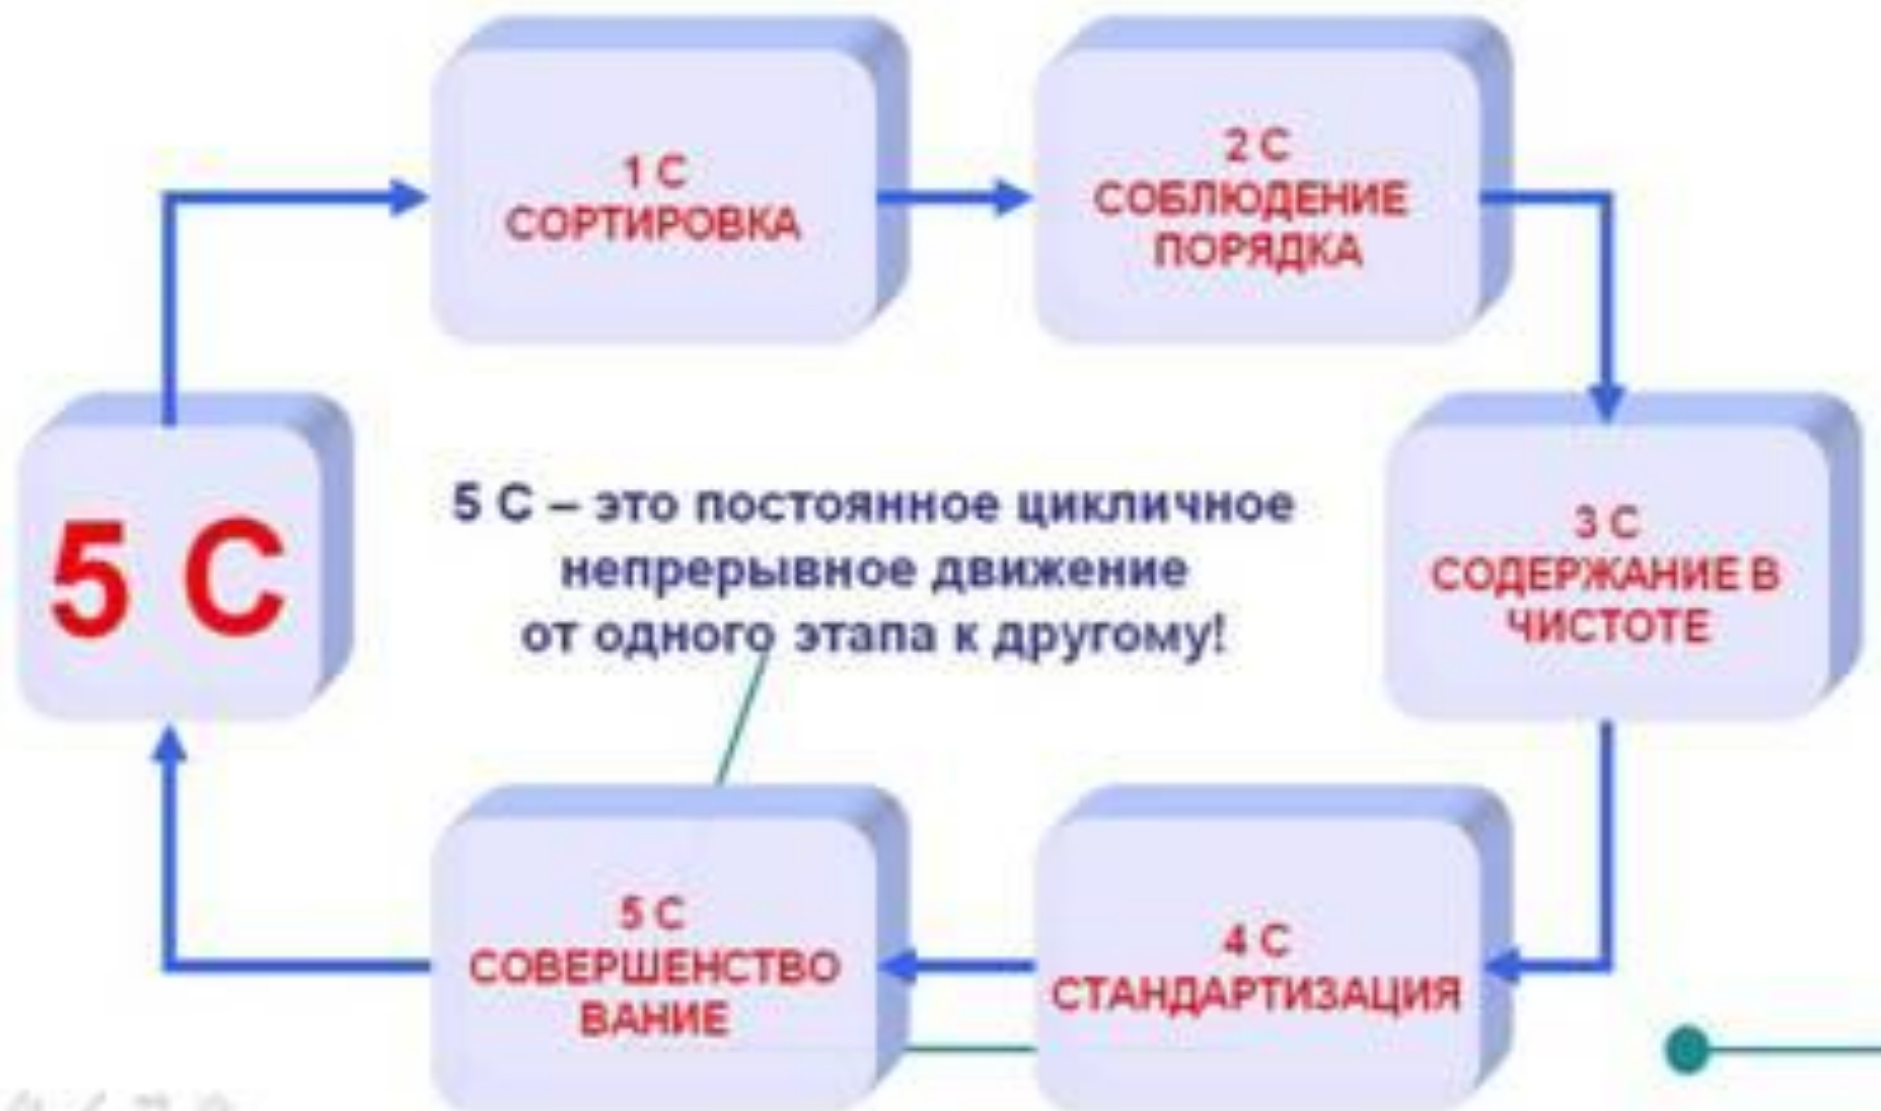 1 С
СОРТИРОВКА
2 С
СОБЛЮДЕНИЕ
ПОРЯДКА
5 С
5 С – это постоянное цикличное
непрерывное движение
от одного этапа к другому!
3 С
СОДЕРЖАНИЕ В
ЧИСТОТЕ
5 С
СОВЕРШЕНСТВО
ВАНИЕ
4 С
СТАНДАРТИЗАЦИЯ